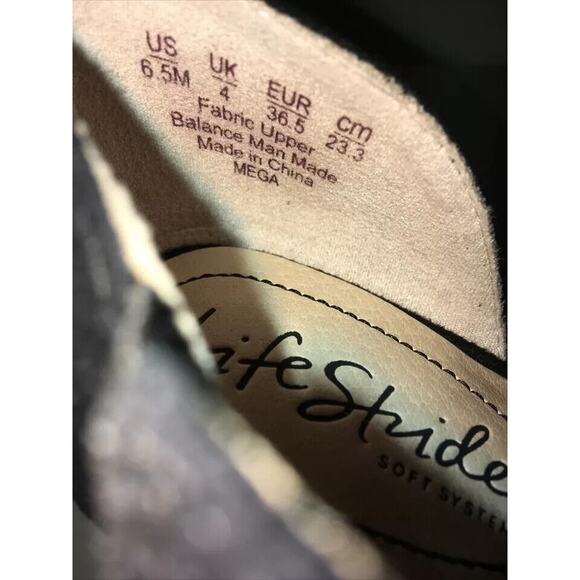 US UK EUR cm
6.5M 4 36.5 23.3
Fabric Upper
Balance Man Made
Made in China
MEGA
LifeStride
SOFT SYSTEM